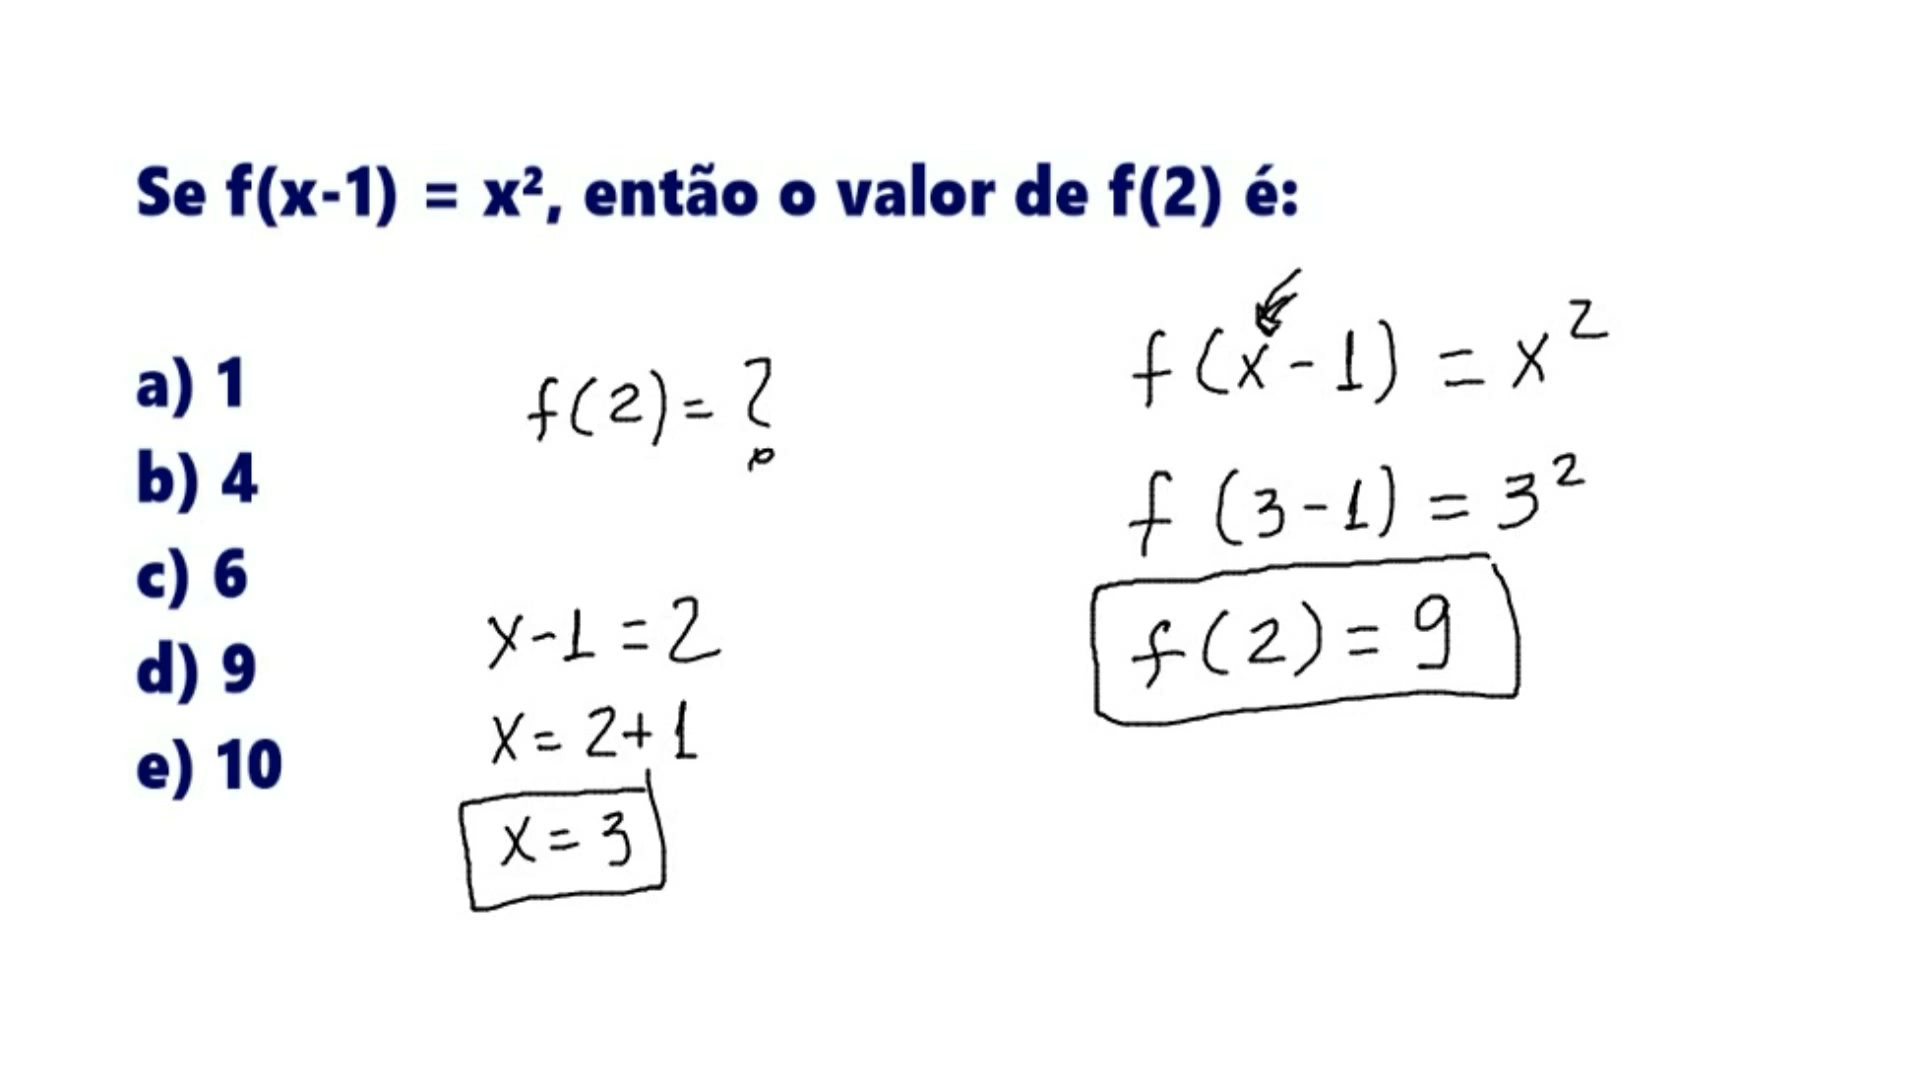 Se f(x-1) = x², então o valor de f(2) é:
a) 1
b) 4
c) 6
d) 9
e) 10
f(2) = ?
x-1 = 2
x = 2+1
x = 3
f(x-1) = x²
f(3-1) = 3²
f(2) = 9